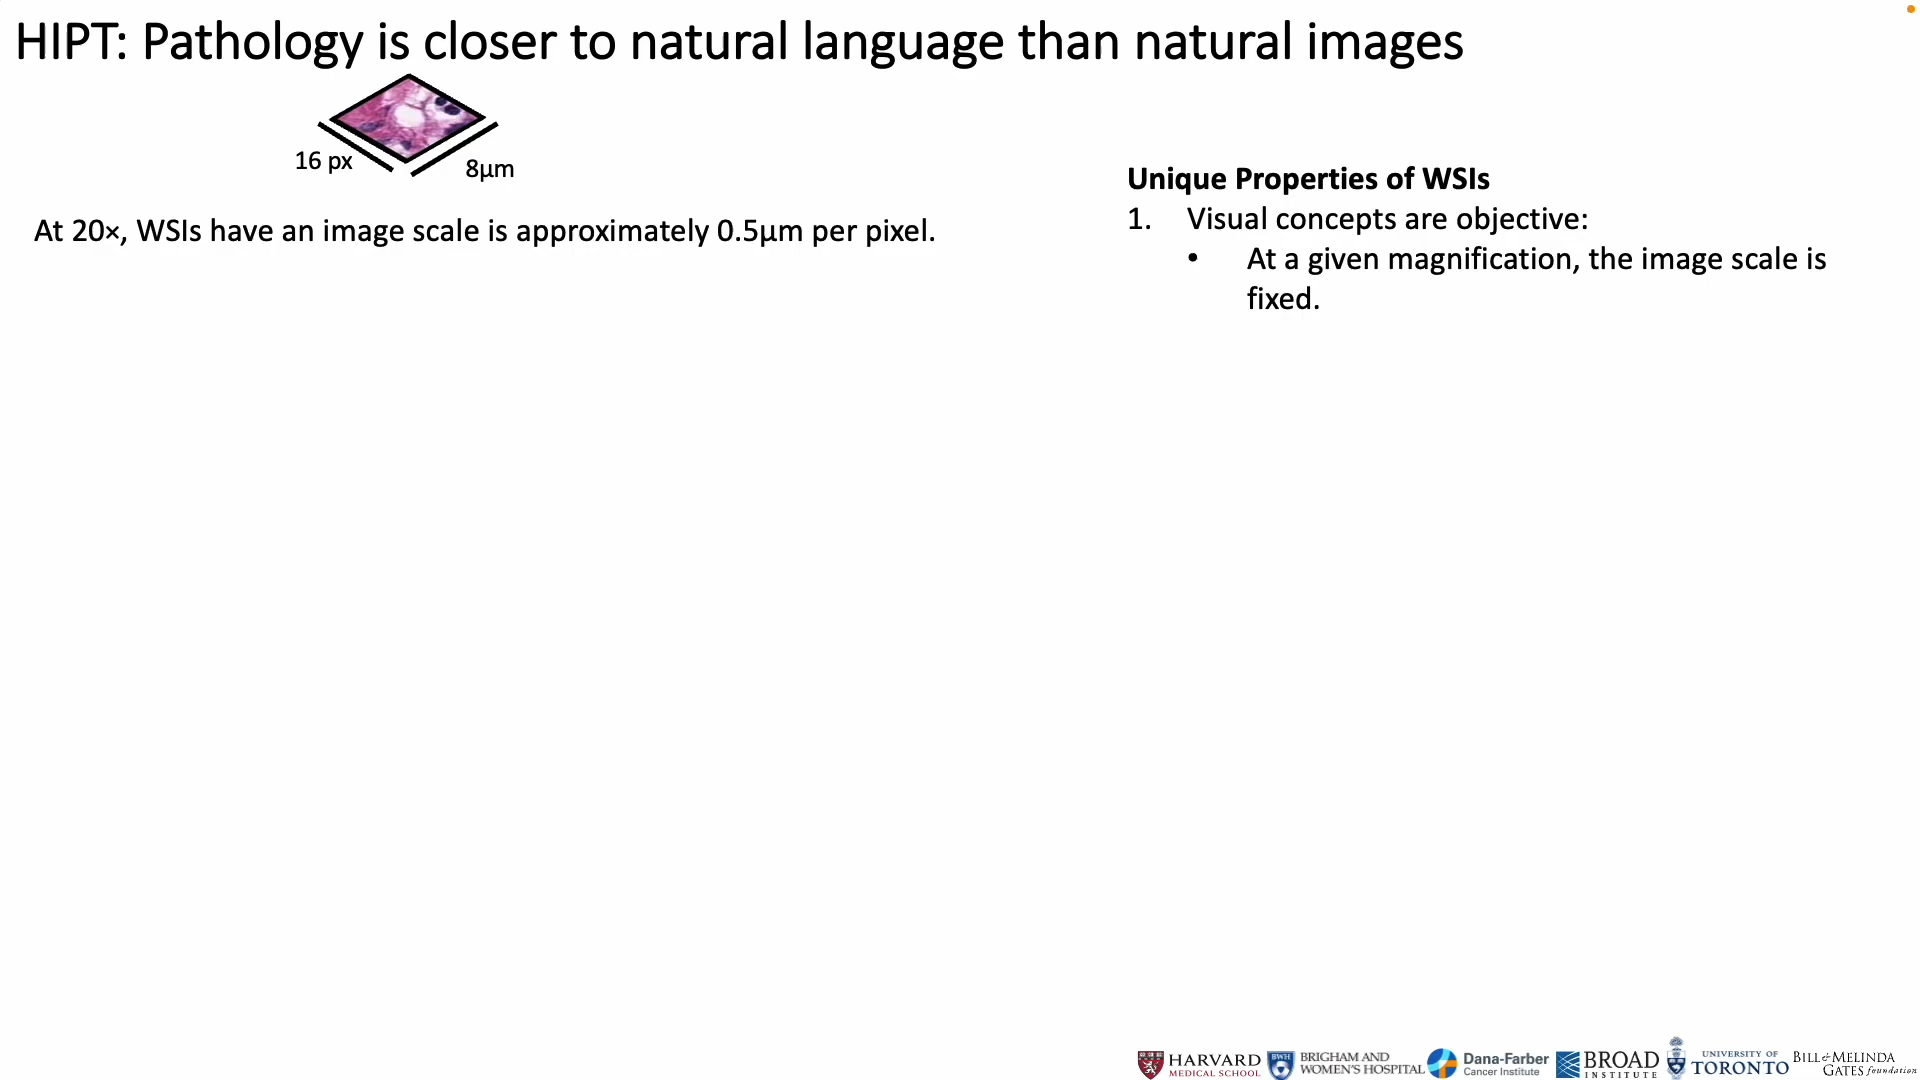 HIPT: Pathology is closer to natural language than natural images
16 px
8µm
At 20×, WSIs have an image scale is approximately 0.5µm per pixel.
Unique Properties of WSIs
1. Visual concepts are objective:
• At a given magnification, the image scale is
fixed.
HARVARD
MEDICAL SCHOOL
BWH
BRIGHAM AND
WOMEN'S HOSPITAL
Dana-Farber
Cancer Institute
BROAD
INSTITUTE
UNIVERSITY OF
TORONTO
BILL & MELINDA
GATES foundation